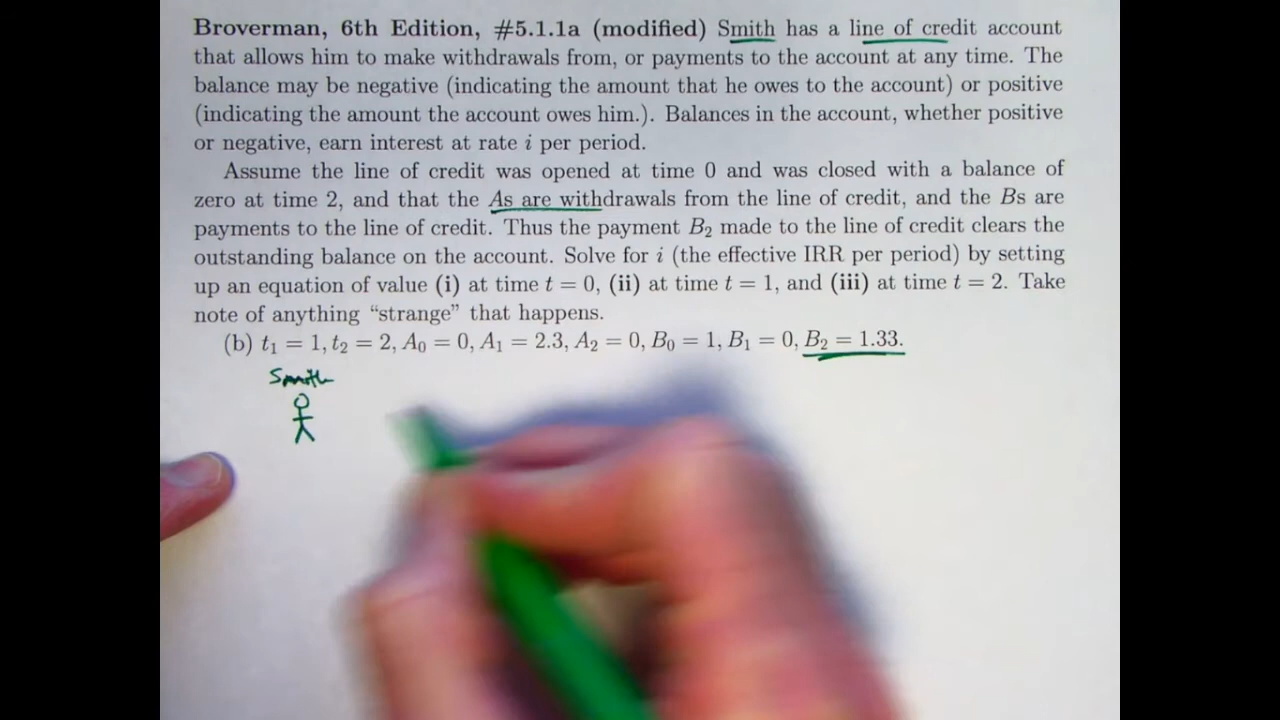 Broverman, 6th Edition, #5.1.1a (modified) Smith has a line of credit account
that allows him to make withdrawals from, or payments to the account at any time. The
balance may be negative (indicating the amount that he owes to the account) or positive
(indicating the amount the account owes him.). Balances in the account, whether positive
or negative, earn interest at rate i per period.
Assume the line of credit was opened at time 0 and was closed with a balance of
zero at time 2, and that the As are withdrawals from the line of credit, and the Bs are
payments to the line of credit. Thus the payment B₂ made to the line of credit clears the
outstanding balance on the account. Solve for i (the effective IRR per period) by setting
up an equation of value (i) at time t = 0, (ii) at time t = 1, and (iii) at time t = 2. Take
note of anything “strange” that happens.
(b) t₁ = 1, t₂ = 2, A₀ = 0, A₁ = 2.3, A₂ = 0, B₀ = 1, B₁ = 0, B₂ = 1.33.
Smith